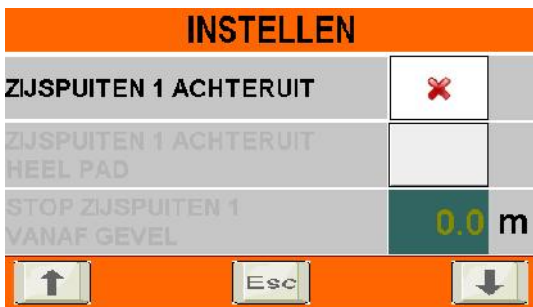 INSTELLEN
ZIJSPUITEN 1 ACHTERUIT
ZIJSPUITEN 1 ACHTERUIT
HEEL PAD
STOP ZIJSPUITEN 1
VANAF GEVEL
0.0 m
Esc